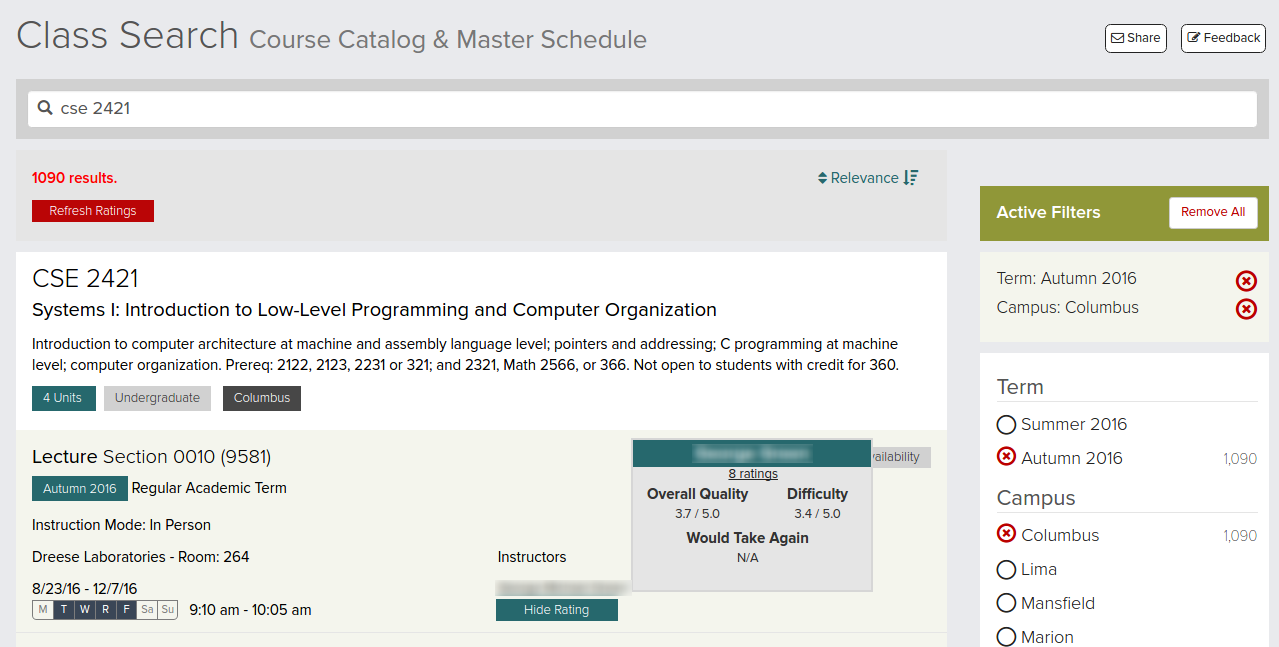 Class Search Course Catalog & Master Schedule
Share
Feedback
cse 2421
1090 results.
Relevance
Refresh Ratings
Active Filters
Remove All
Term: Autumn 2016
Campus: Columbus
CSE 2421
Systems I: Introduction to Low-Level Programming and Computer Organization
Introduction to computer architecture at machine and assembly language level; pointers and addressing; C programming at machine
level; computer organization. Prereq: 2122, 2123, 2231 or 321; and 2321, Math 2566, or 366. Not open to students with credit for 360.
4 Units Undergraduate Columbus
Lecture Section 0010 (9581)
vailability
Autumn 2016 Regular Academic Term
8 ratings
Overall Quality Difficulty
3.7 / 5.0 3.4 / 5.0
Would Take Again
N/A
Instruction Mode: In Person
Dreese Laboratories - Room: 264
Instructors
8/23/16 - 12/7/16
M T W R F Sa Su 9:10 am - 10:05 am
Hide Rating
Term
Summer 2016
Autumn 2016 1,090
Campus
Columbus 1,090
Lima
Mansfield
Marion